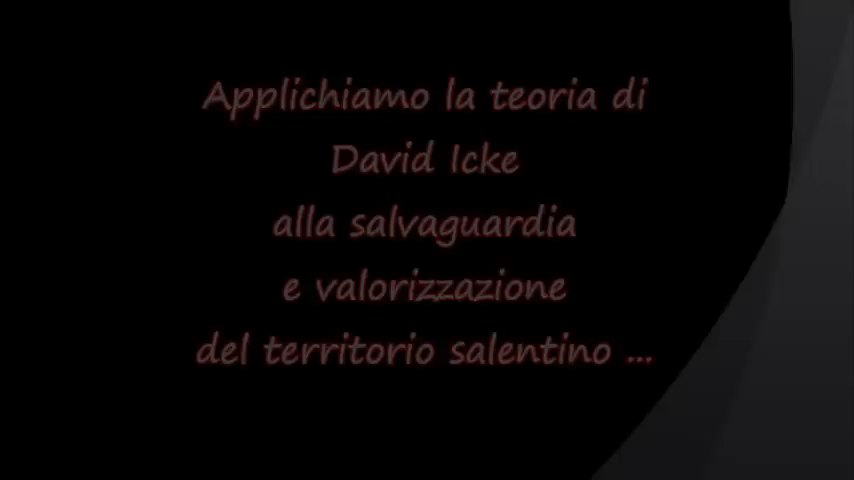 Applichiamo la teoria di
David Icke
alla salvaguardia
e valorizzazione
del territorio salentino ...